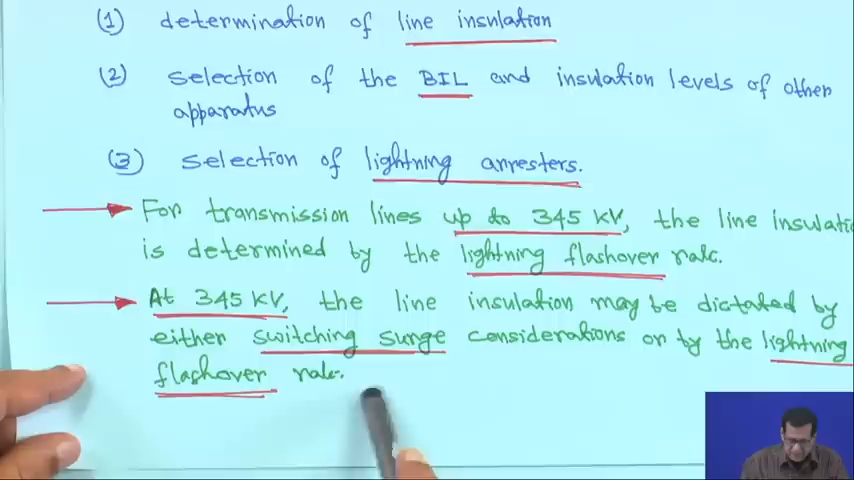 (1) determination of line insulation
(2) selection of the BIL and insulation levels of other
apparatus
(3) selection of lightning arresters.
For transmission lines up to 345 KV, the line insulatio
is determined by the lightning flashover rate.
At 345 KV, the line insulation may be dictated by
either switching surge considerations or by the lightning
flashover rate.